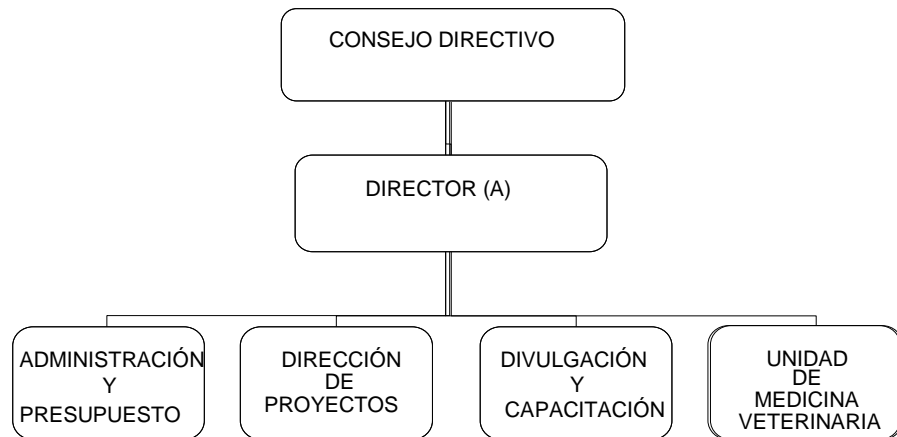 CONSEJO DIRECTIVO
DIRECTOR (A)
ADMINISTRACIÓN
Y
PRESUPUESTO
DIRECCIÓN
DE
PROYECTOS
DIVULGACIÓN
Y
CAPACITACIÓN
UNIDAD
DE
MEDICINA
VETERINARIA